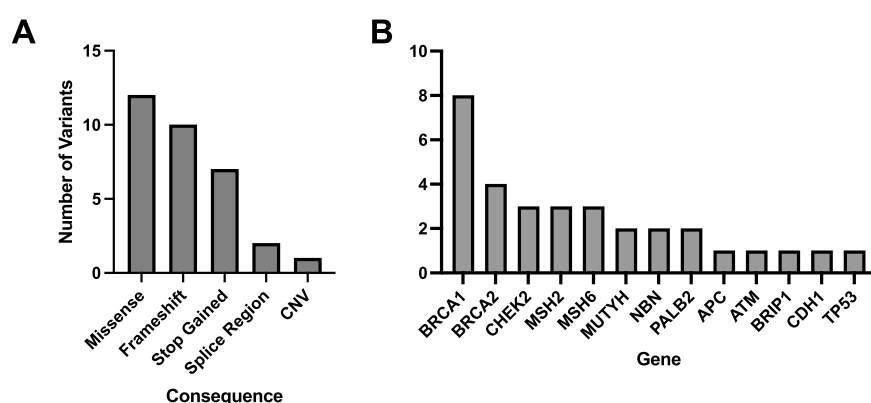 A
Number of Variants
15
10
5
0
Missense
Frameshift
Stop Gained
Splice Region
CNV
Consequence
B
10
8
6
4
2
0
BRCA1
BRCA2
CHEK2
MSH2
MSH6
MUTYH
NBN
PALB2
APC
ATM
BRIP1
CDH1
TP53
Gene